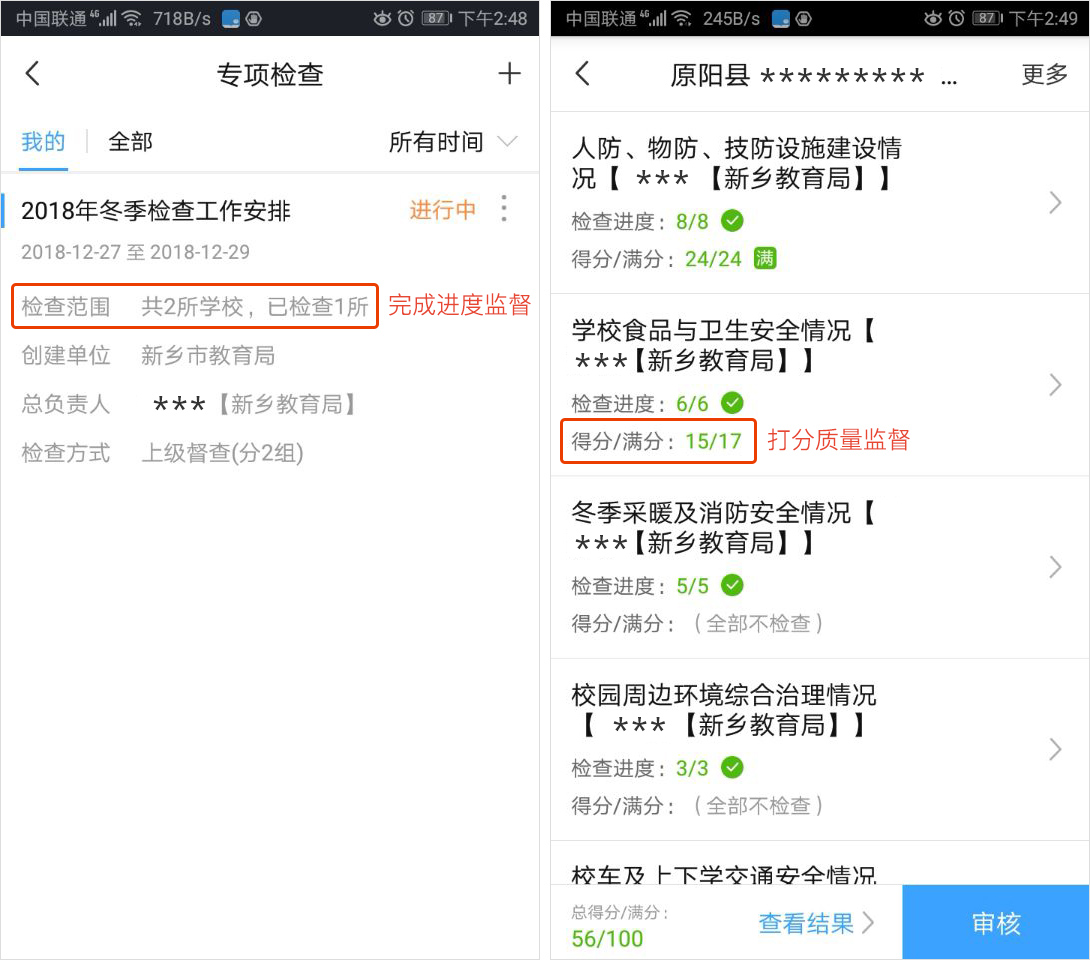 中国联通 4G 718B/s 87 下午2:48
专项检查
我的 全部 所有时间
2018年冬季检查工作安排 进行中
2018-12-27 至 2018-12-29
检查范围 共2所学校，已检查1所 完成进度监督
创建单位 新乡市教育局
总负责人 ***【新乡教育局】
检查方式 上级督查(分2组)
中国联通 4G 245B/s 87 下午2:49
原阳县 ********* ... 更多
人防、物防、技防设施建设情
况【 *** 【新乡教育局】】
检查进度：8/8
得分/满分：24/24 满
学校食品与卫生安全情况【
***【新乡教育局】】
检查进度：6/6
得分/满分：15/17 打分质量监督
冬季采暖及消防安全情况【
***【新乡教育局】】
检查进度：5/5
得分/满分：（全部不检查）
校园周边环境综合治理情况
【 *** 【新乡教育局】】
检查进度：3/3
得分/满分：（全部不检查）
校车及上下学交通安全情况
总得分/满分：
56/100
查看结果
审核